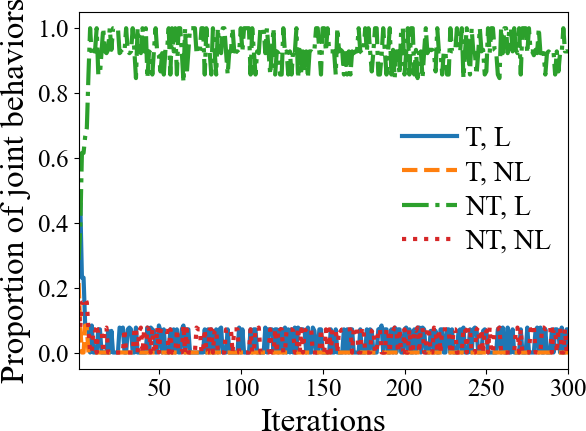 Proportion of joint behaviors
1.0
0.8
0.6
0.4
0.2
0.0
T, L
T, NL
NT, L
NT, NL
50
100
150
200
250
300
Iterations